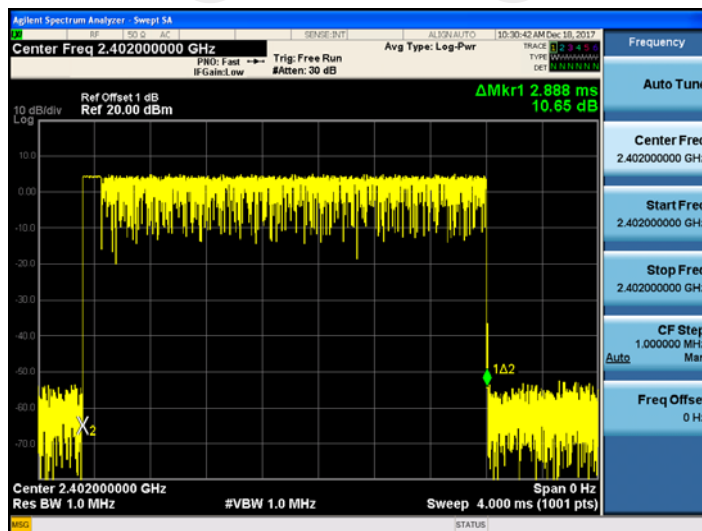 Agilent Spectrum Analyzer - Swept SA
RF 50 Ω AC SENSE:INT ALIGN AUTO 10:30:42 AM Dec 18, 2017
Center Freq 2.402000000 GHz
PNO: Fast
IFGain:Low
Trig: Free Run
#Atten: 30 dB
Avg Type: Log-Pwr
TRACE 1 2 3 4 5 6
TYPE
DET N N N N N N
Ref Offset 1 dB
10 dB/div Ref 20.00 dBm
Log
ΔMkr1 2.888 ms
10.65 dB
10.0
0.00
-10.0
-20.0
-30.0
-40.0
-50.0
-60.0
-70.0
1Δ2
X2
Center 2.402000000 GHz Span 0 Hz
Res BW 1.0 MHz #VBW 1.0 MHz Sweep 4.000 ms (1001 pts)
MSG STATUS
Frequency
Auto Tune
Center Freq
2.402000000 GHz
Start Freq
2.402000000 GHz
Stop Freq
2.402000000 GHz
CF Step
1.000000 MHz
Auto Man
Freq Offset
0 Hz